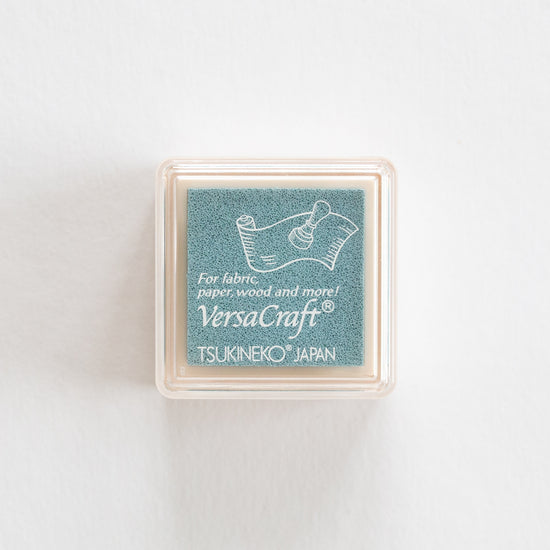 For fabric,
paper, wood and more!
VersaCraft®
TSUKINEKO® JAPAN